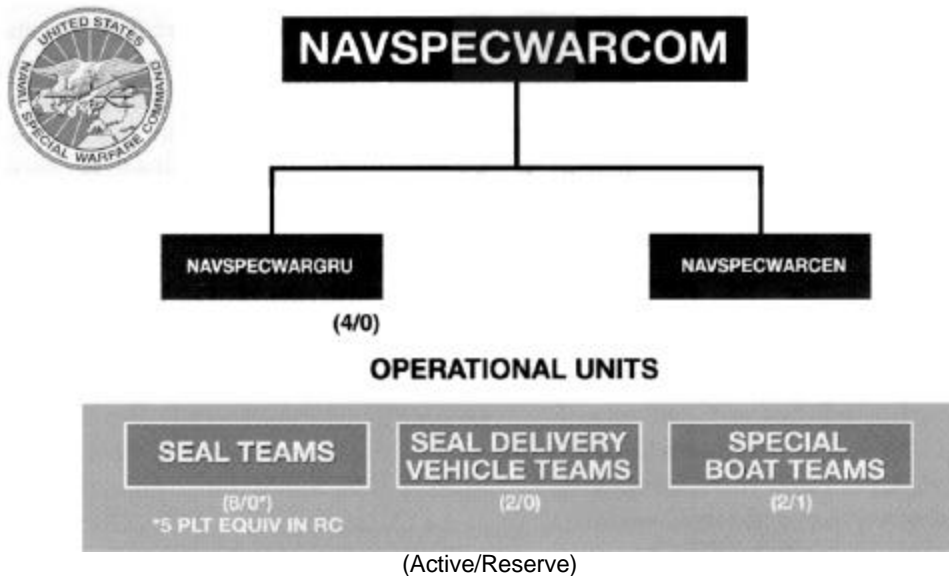 UNITED STATES
NAVAL SPECIAL WARFARE COMMAND
NAVSPECWARCOM
NAVSPECWARGRU
NAVSPECWARCEN
(4/0)
OPERATIONAL UNITS
SEAL TEAMS
SEAL DELIVERY
VEHICLE TEAMS
SPECIAL
BOAT TEAMS
(8/0*)
*5 PLT EQUIV IN RC
(2/0)
(2/1)
(Active/Reserve)